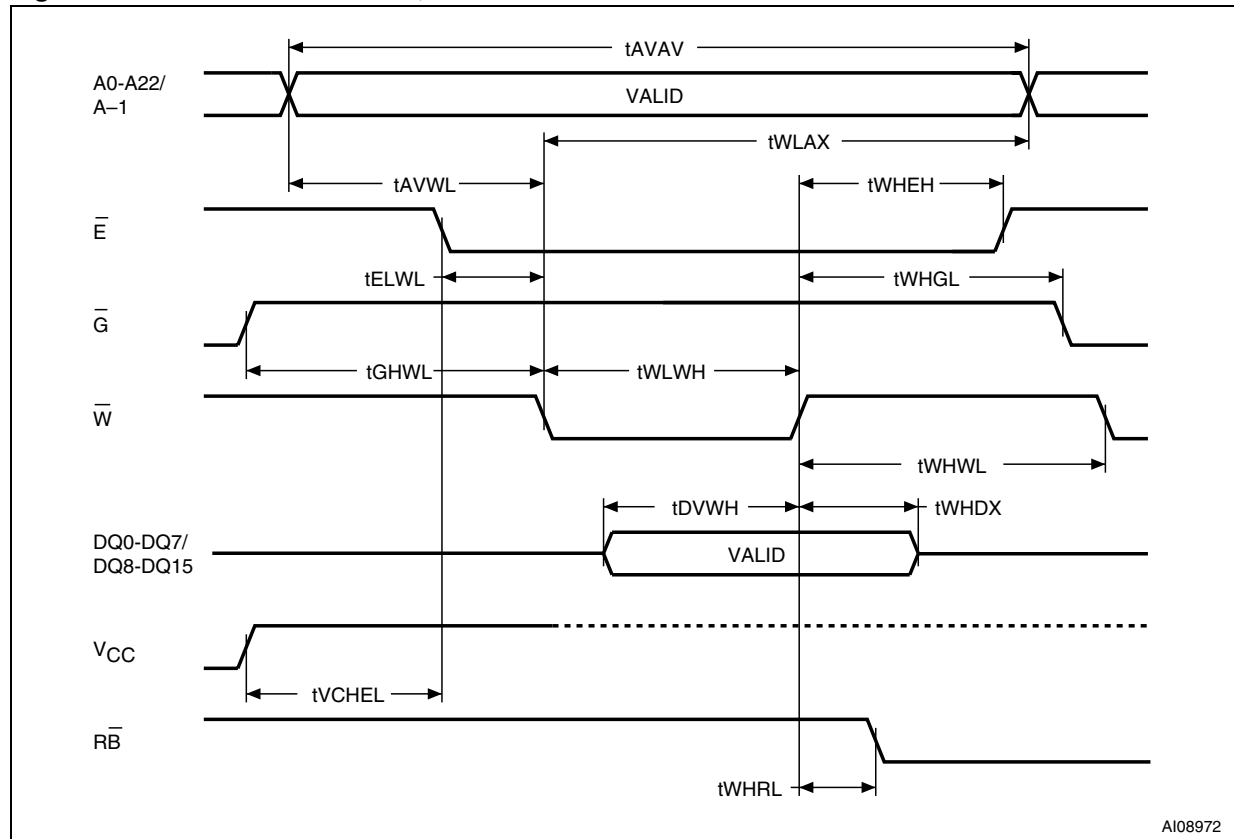 tAVAV
A0-A22/
A–1
VALID
tWLAX
tAVWL
tWHEH
E̅
tELWL
tWHGL
G̅
tGHWL
tWLWH
W̅
tWHWL
tDVWH
tWHDX
DQ0-DQ7/
DQ8-DQ15
VALID
VCC
tVCHEL
RB̅
tWHRL
AI08972